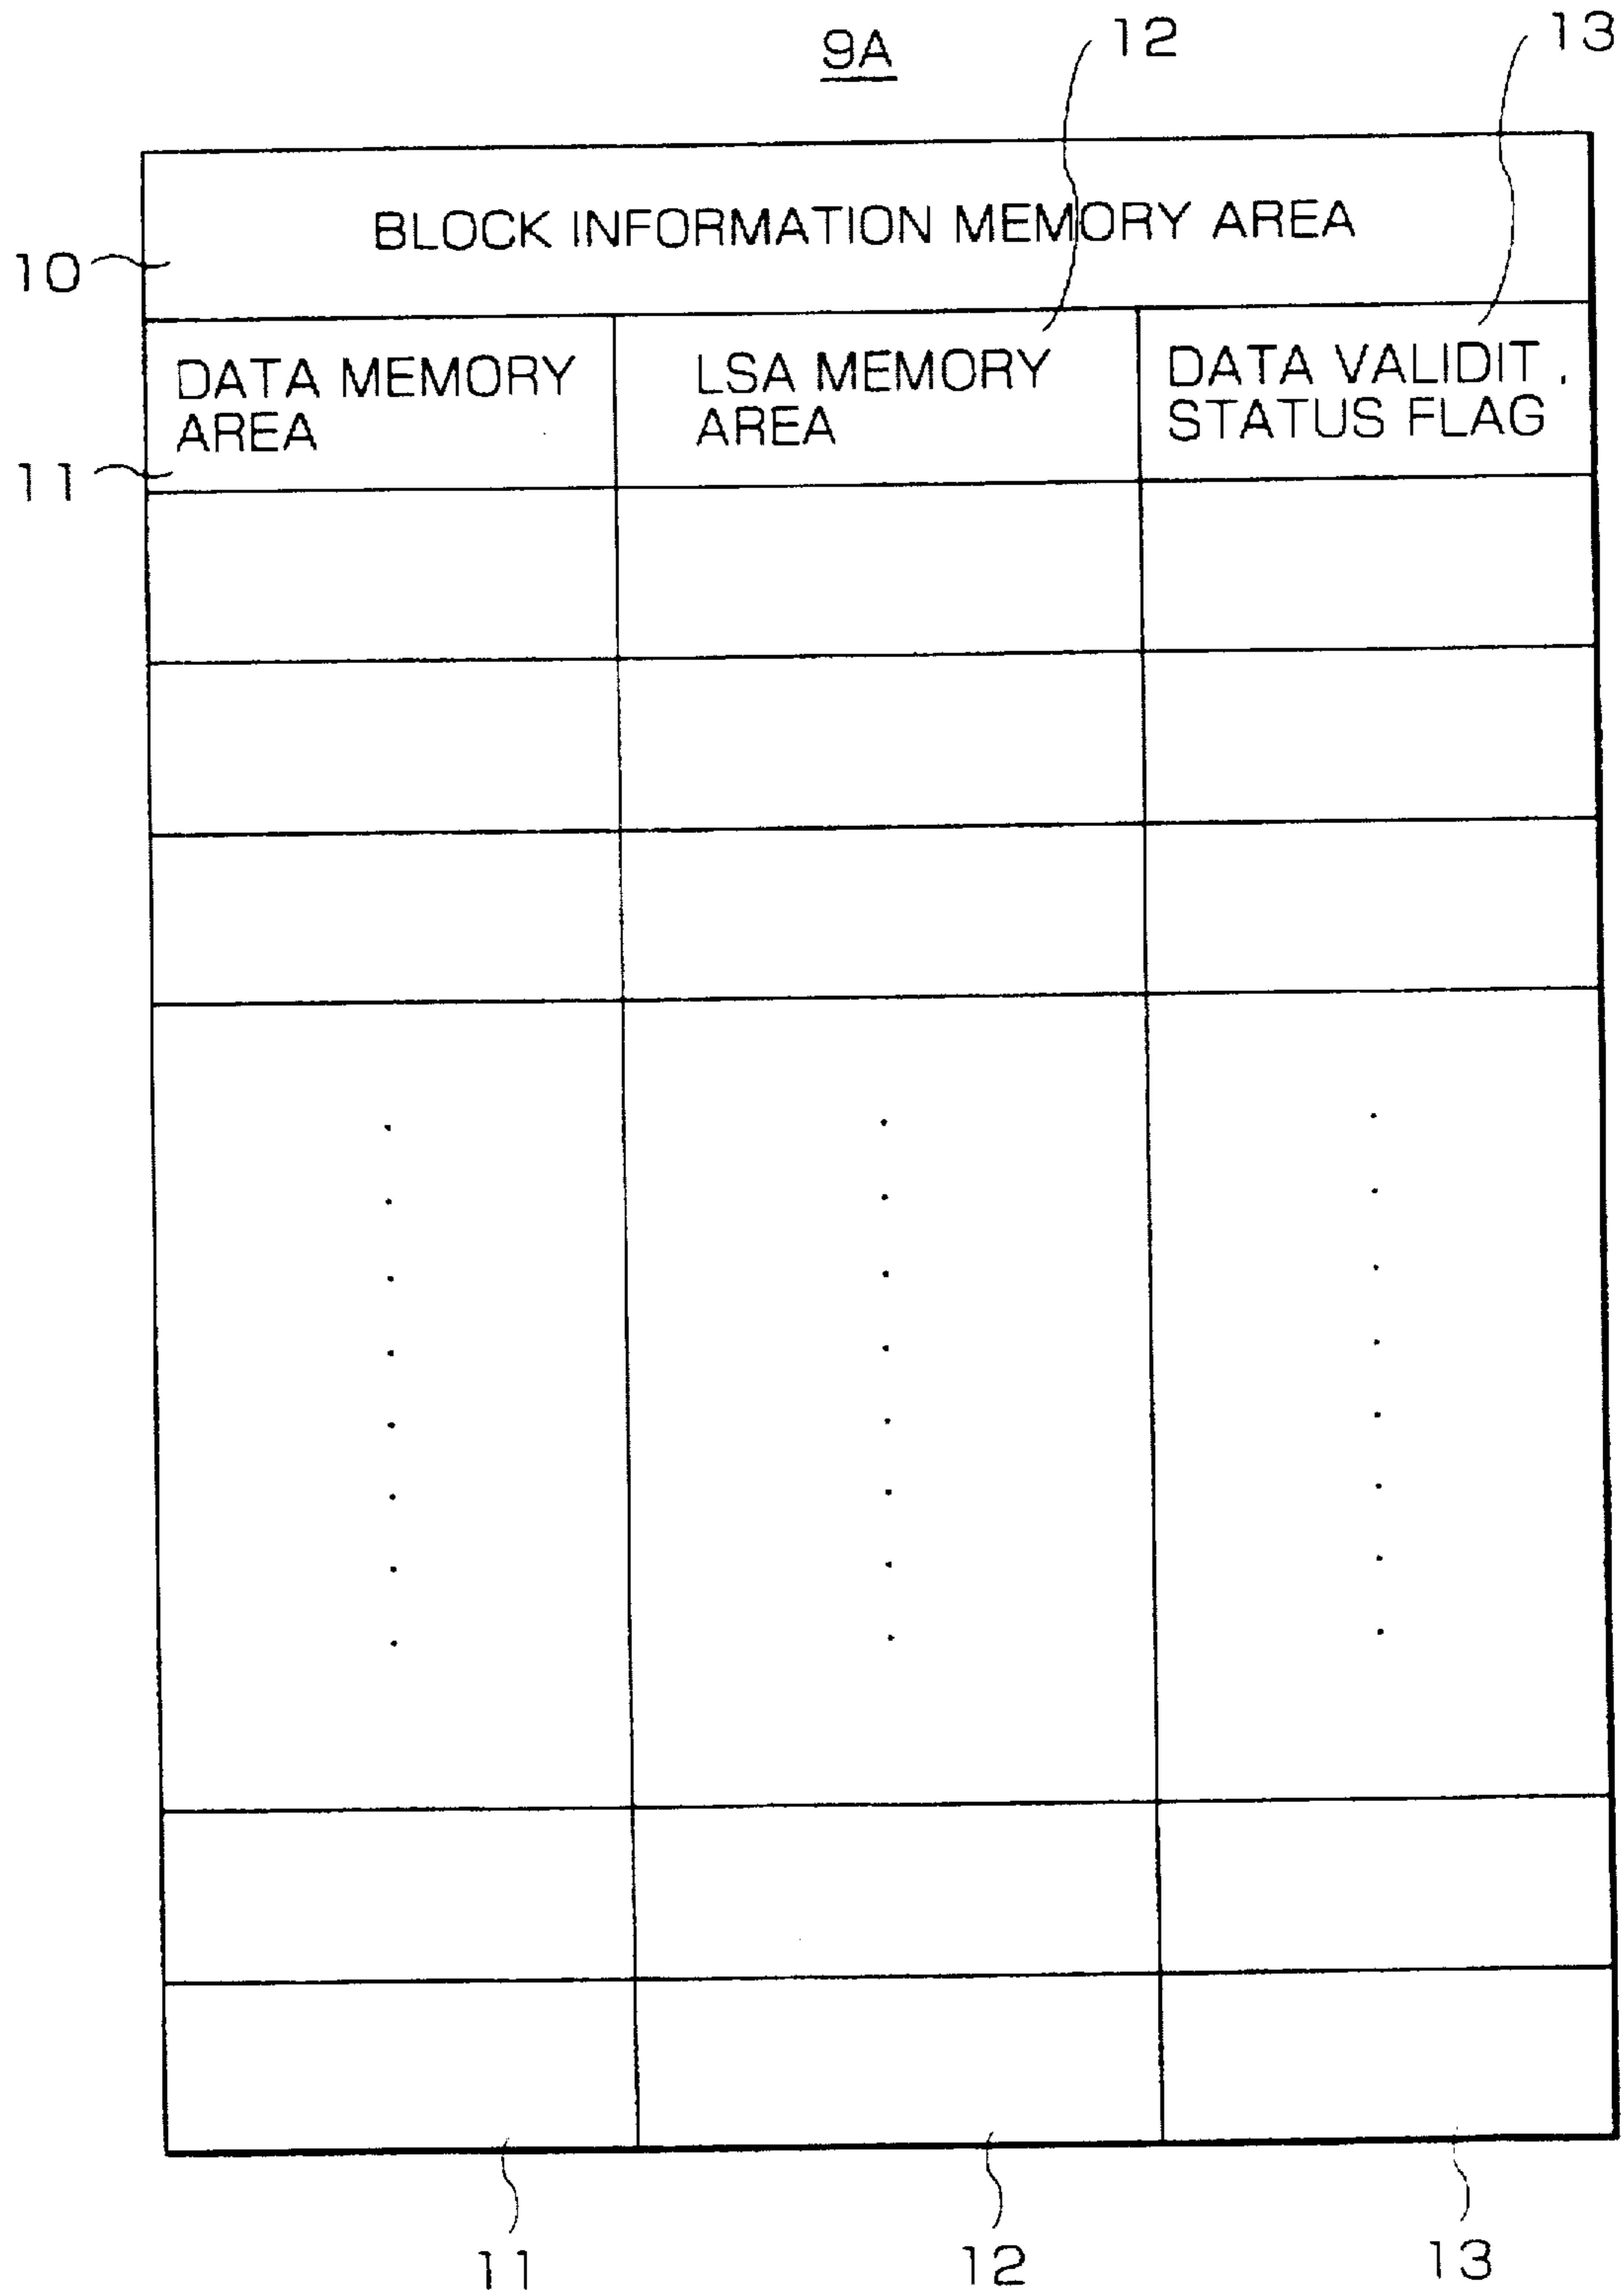 9A
12
13
BLOCK INFORMATION MEMORY AREA
10
DATA MEMORY
AREA
LSA MEMORY
AREA
DATA VALIDIT .
STATUS FLAG
11
11
12
13